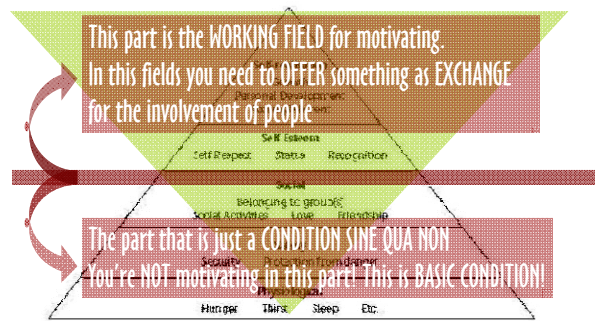 This part is the WORKING FIELD for motivating.
In this fields you need to OFFER something as EXCHANGE
Personal Development
for the involvement of people
Self Esteem
Self Respect Status Recognition
Social
Belonging to group(s)
Social Activities Love Friendship
The part that is just a CONDITION SINE QUA NON
Security Protection from danger
You're NOT motivating in this part! This is BASIC CONDITION!
Physiological
Hunger Thirst Sleep Etc.